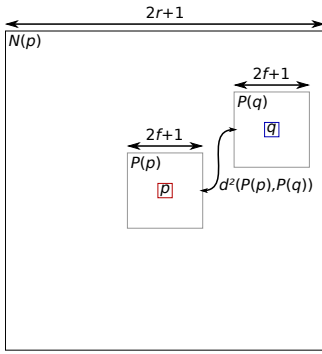 2r+1
N(p)
2f+1
P(q)
q
2f+1
P(p)
p
d²(P(p),P(q))